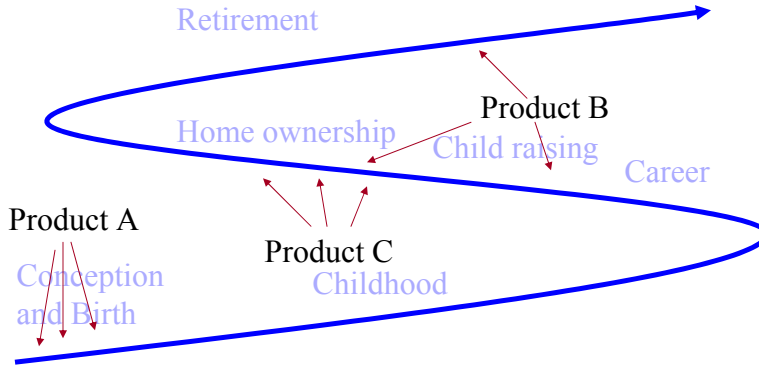 Retirement
Product B
Home ownership
Child raising
Career
Product A
Product C
Conception
and Birth
Childhood